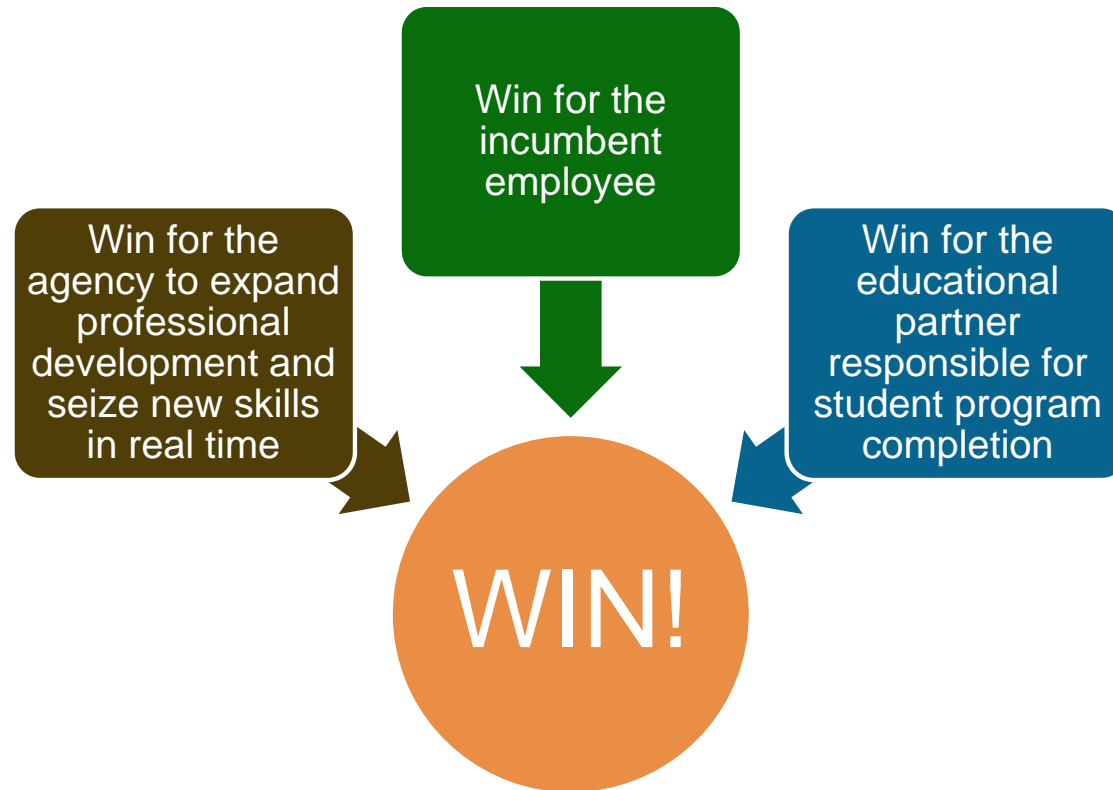 Win for the
incumbent
employee
Win for the
agency to expand
professional
development and
seize new skills
in real time
Win for the
educational
partner
responsible for
student program
completion
WIN!